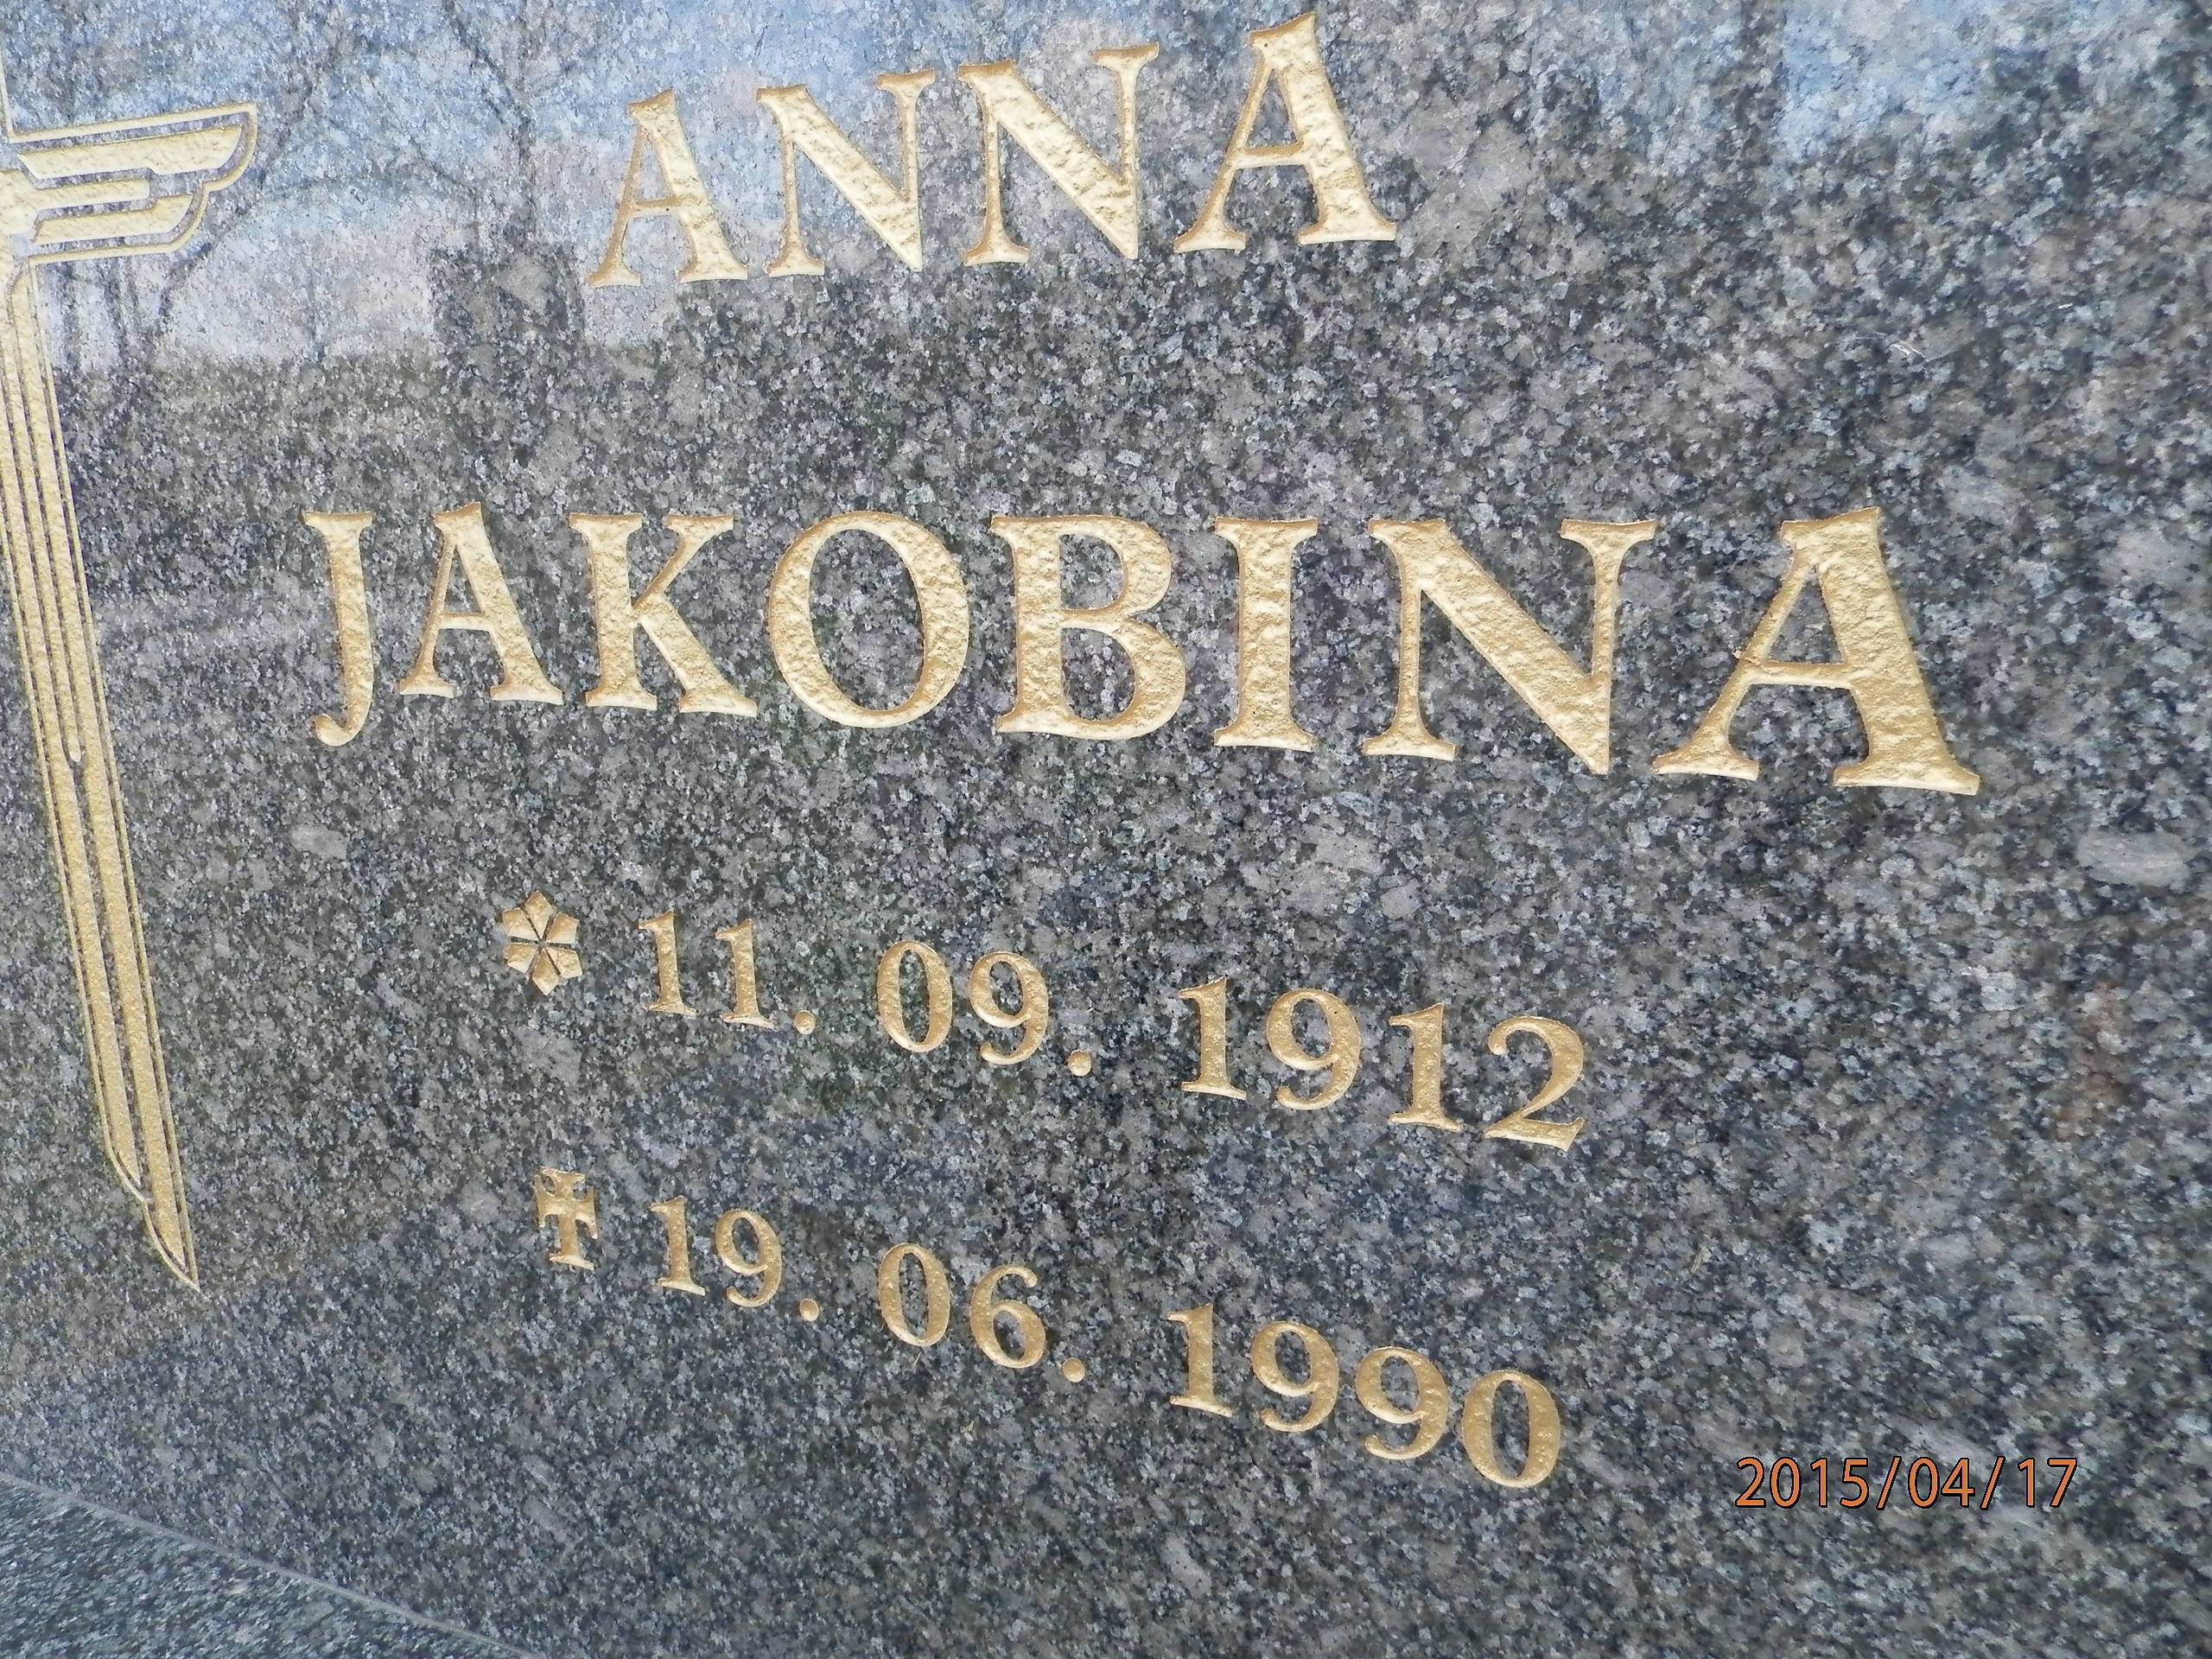 ANNA
JAKOBINA
* 11. 09. 1912
✝ 19. 06. 1990
2015/04/17